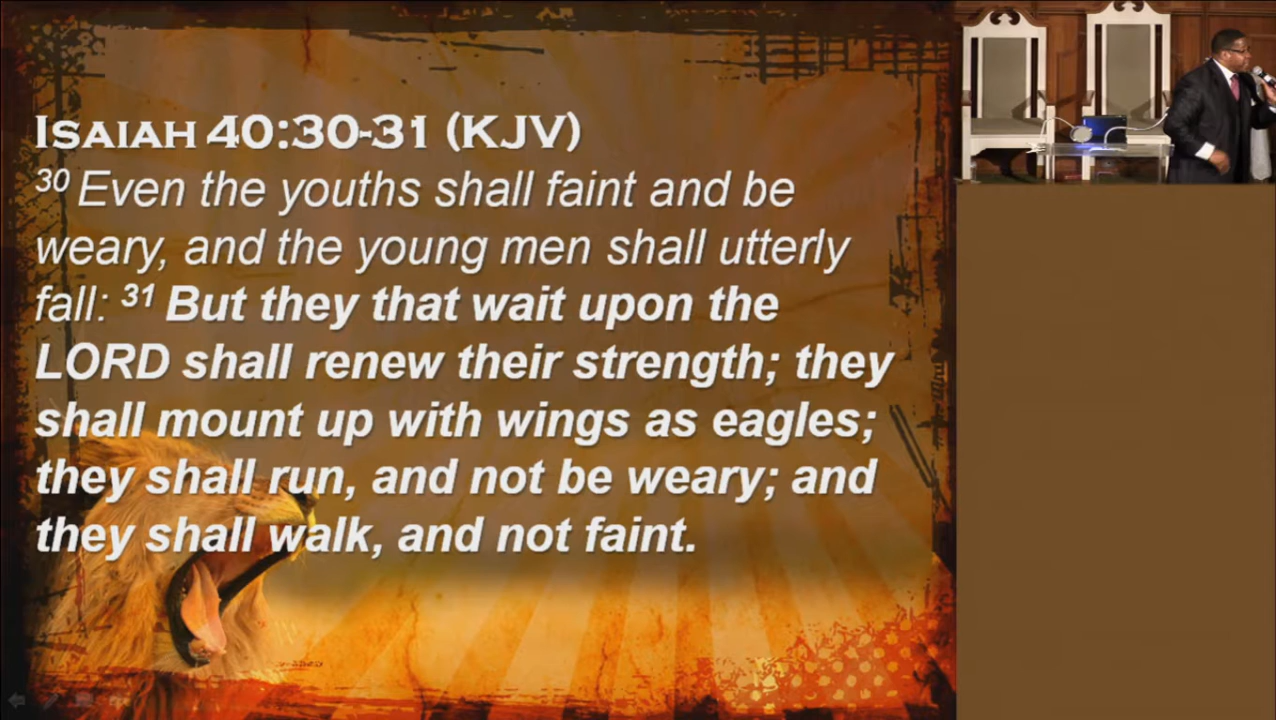 ISAIAH 40:30-31 (KJV)
30 Even the youths shall faint and be
weary, and the young men shall utterly
fall: 31 But they that wait upon the
LORD shall renew their strength; they
shall mount up with wings as eagles;
they shall run, and not be weary; and
they shall walk, and not faint.